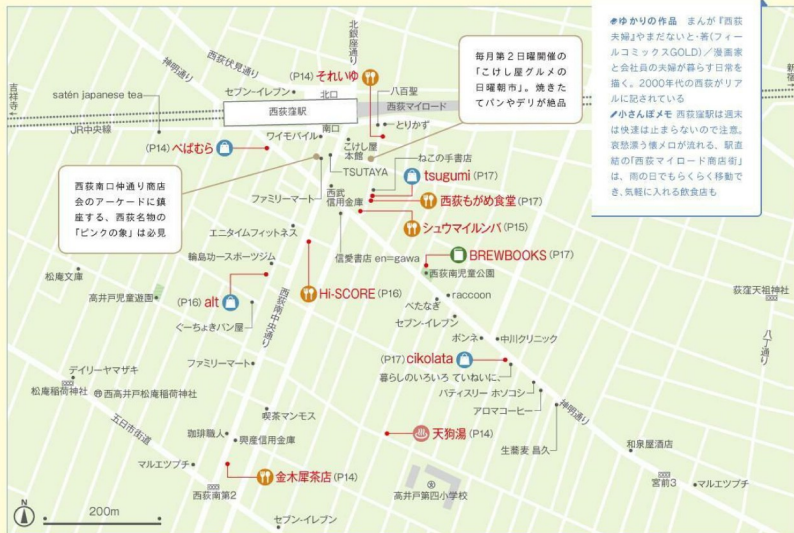 北銀座通り
神明通り
西荻伏見通り
(P14) それいゆ
セブン-イレブン
北口
八百聖
西荻窪駅
西荻マイロード
吉祥寺
新宿
satén japanese tea
JR中央線
ワイモバイル
南口
とりかず
こけし屋
本館
(P14) べばむら
TSUTAYA
ねこの手書店
tsugumi (P17)
ファミリーマート
西武
信用金庫
西荻もがめ食堂 (P17)
シュウマイルンバ (P15)
毎月第2日曜開催の
「こけし屋グルメの
日曜朝市」。焼きた
てパンやデリが絶品
●ゆかりの作品 まんが『西荻
夫婦』やまだないと・著(フィー
ルコミックスGOLD)/漫画家
と会社員の夫婦が暮らす日常を
描く。2000年代の西荻がリア
ルに記されている
小さんぽメモ 西荻窪駅は週末
は快速は止まらないので注意。
哀愁漂う懐メロが流れる、駅直
結の「西荻マイロード商店街」
は、雨の日でもらくらく移動で
き、気軽に入れる飲食店も
西荻南口仲通り商店
会のアーケードに鎮
座する、西荻名物の
「ピンクの象」は必見
エニタイムフィットネス
信愛書店 en=gawa
輪島功一スポーツジム
BREWBOOKS (P17)
西荻南児童公園
松庵文庫
高井戸児童遊園
(P16) alt
Hi-SCORE (P16)
西荻南中央通り
ぐーちょきパン屋
raccoon
べたなぎ
セブン-イレブン
荻窪天祖神社
八丁通り
ボンネ
中川クリニック
ファミリーマート
(P17) cikolata
暮らしのいろいろ ていねいに、
パティスリー ホソコシ
アロマコーヒー
神明通り
デイリーヤマザキ
松庵稲荷神社
西高井戸松庵稲荷神社
五日市街道
喫茶マンモス
珈琲職人
興産信用金庫
天狗湯 (P14)
生蕎麦 昌久
和泉屋酒店
マルエツプチ
金木犀茶店 (P14)
西荻南第2
高井戸第四小学校
宮前3
マルエツプチ
N
200m
セブン-イレブン